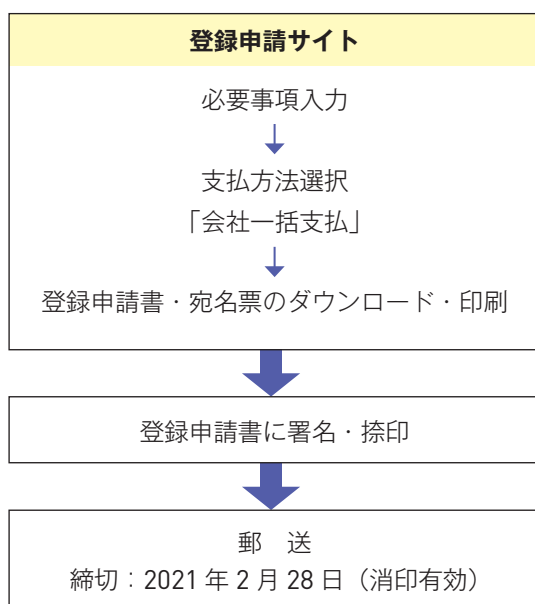 登録申請サイト
必要事項入力
支払方法選択
「会社一括支払」
登録申請書・宛名票のダウンロード・印刷
登録申請書に署名・捺印
郵　送
締切：2021 年 2 月 28 日（消印有効）